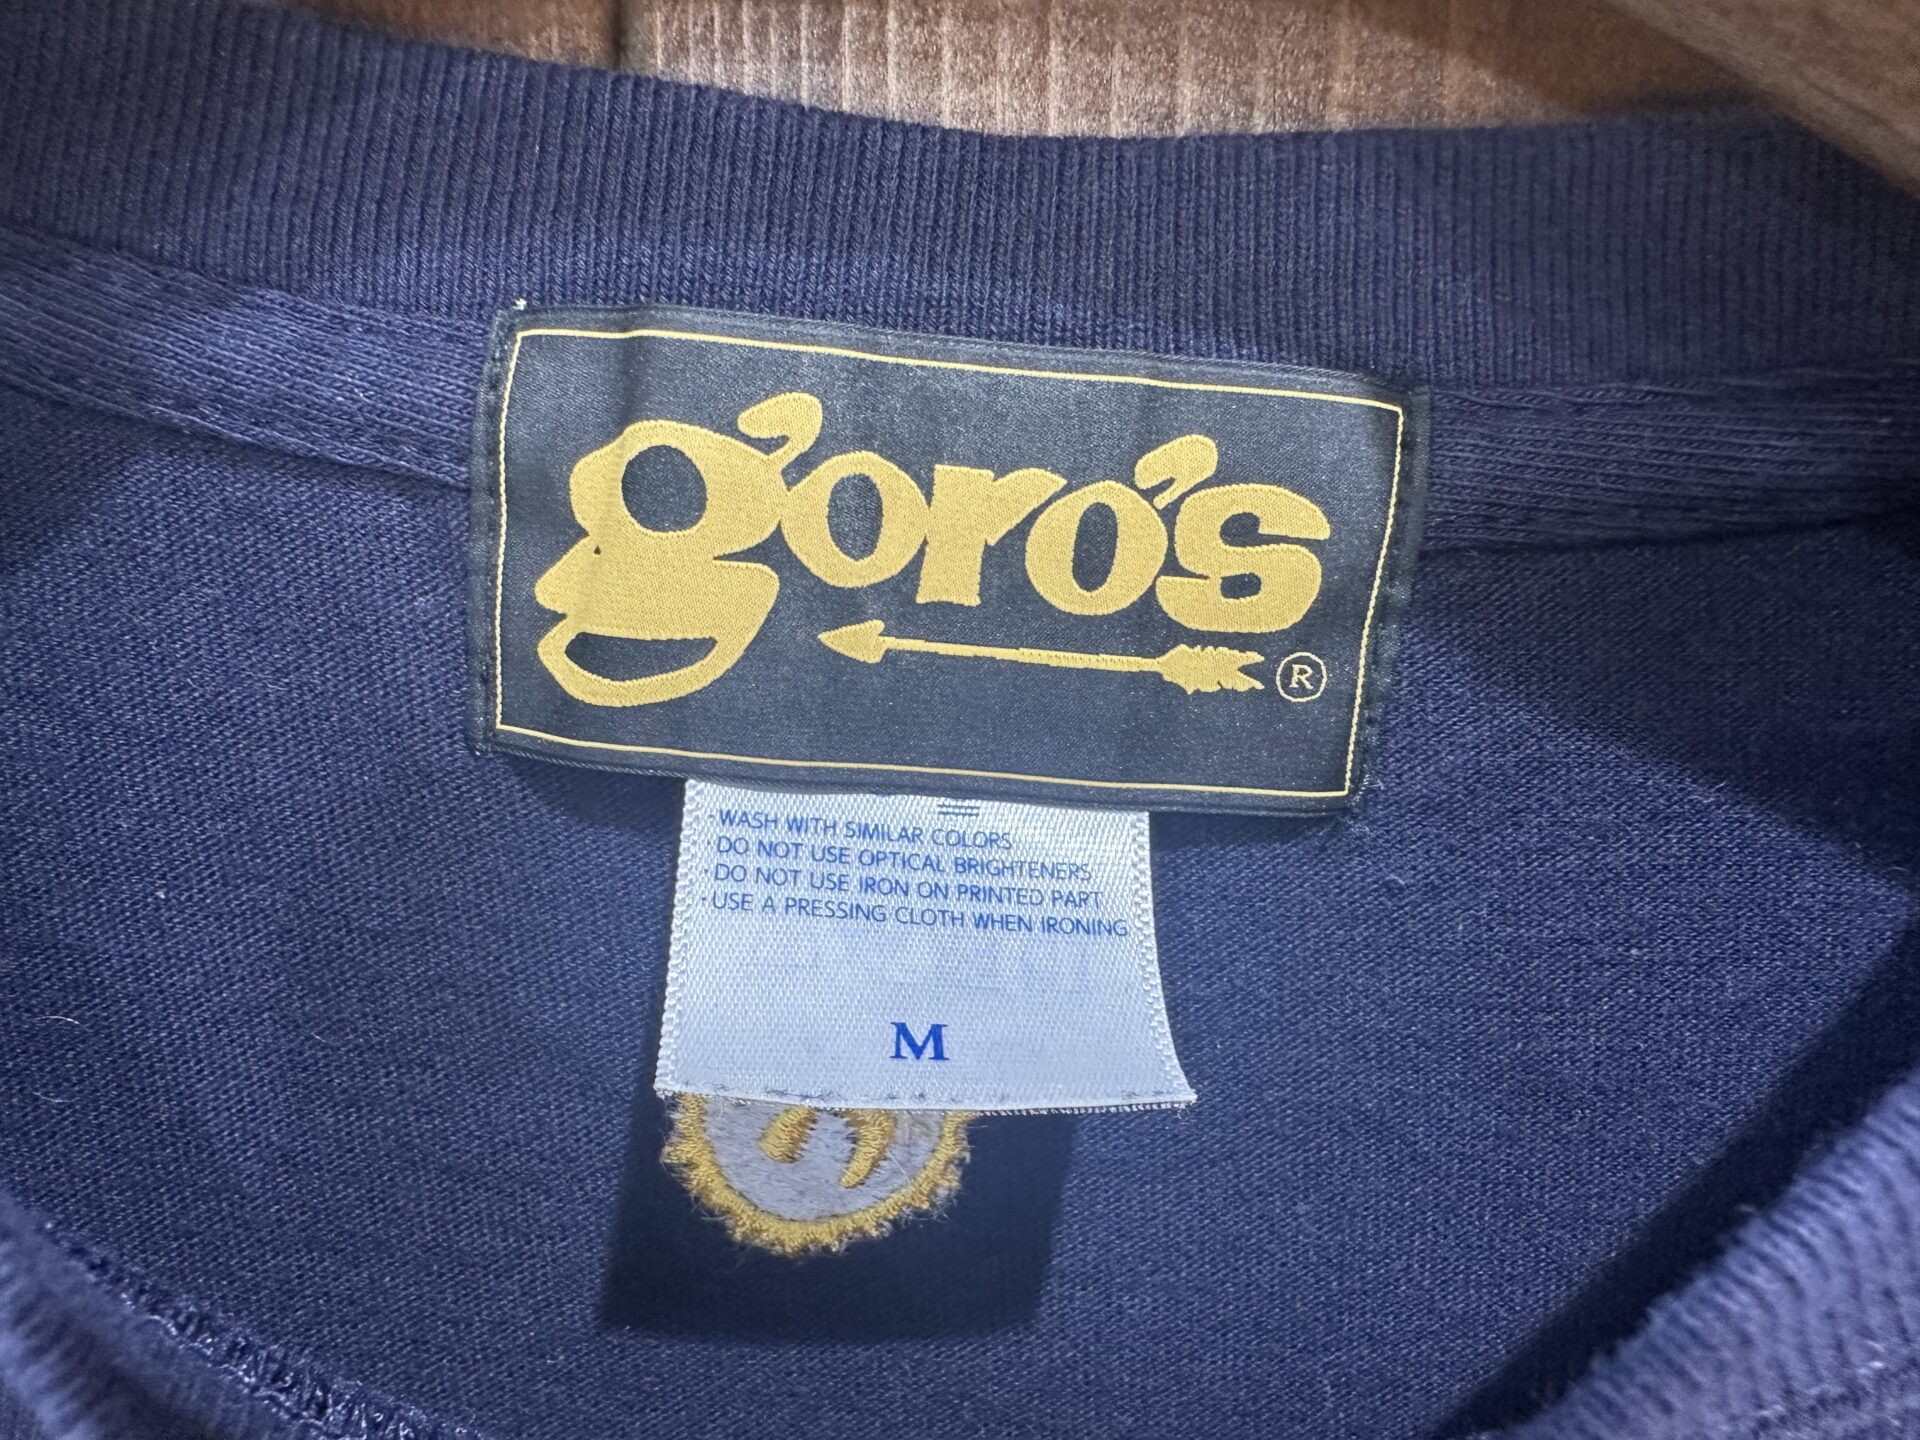 goro's
®
·WASH WITH SIMILAR COLORS
·DO NOT USE OPTICAL BRIGHTENERS
·DO NOT USE IRON ON PRINTED PART
·USE A PRESSING CLOTH WHEN IRONING
M